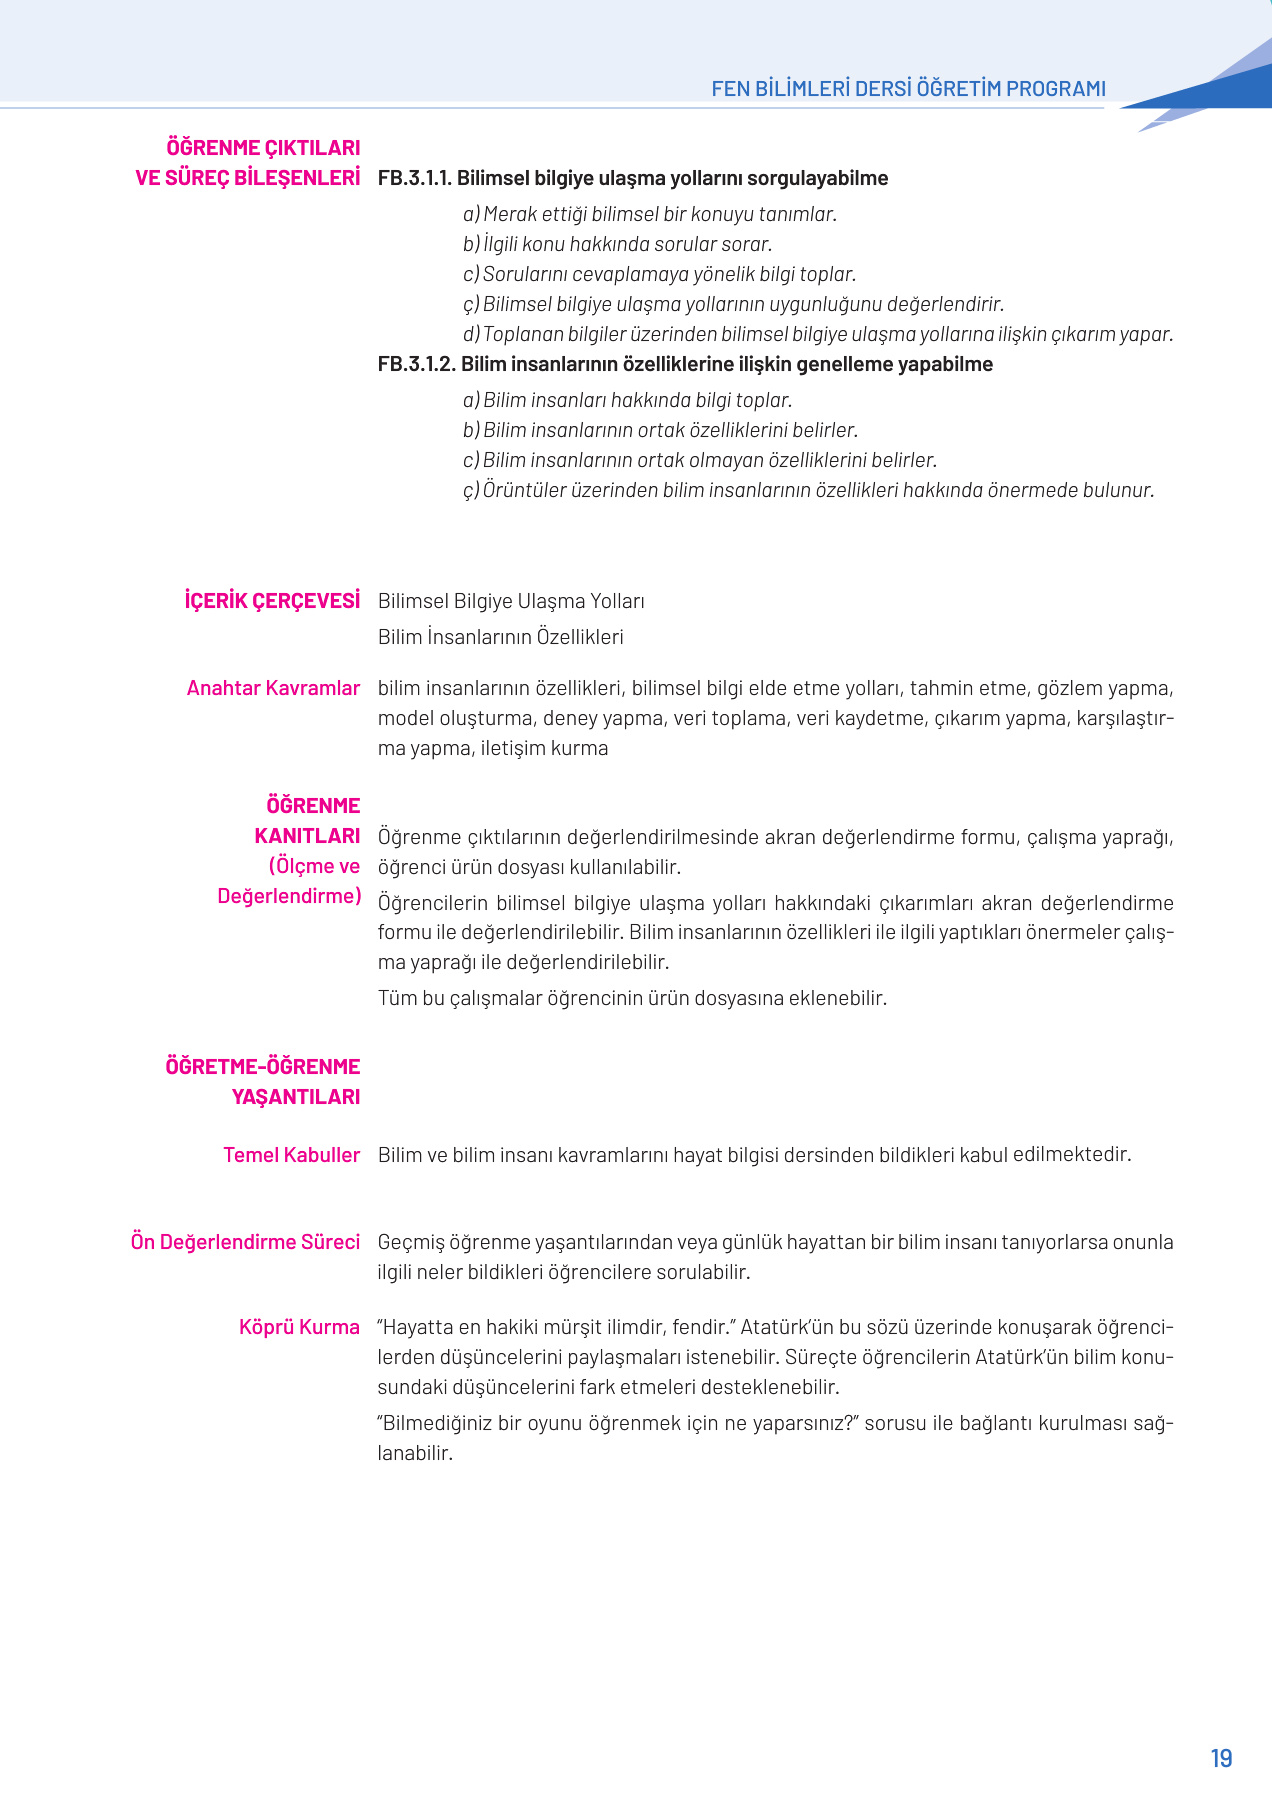 FEN BİLİMLERİ DERSİ ÖĞRETİM PROGRAMI
ÖĞRENME ÇIKTILARI
VE SÜREÇ BİLEŞENLERİ
FB.3.1.1. Bilimsel bilgiye ulaşma yollarını sorgulayabilme
a) Merak ettiği bilimsel bir konuyu tanımlar.
b) İlgili konu hakkında sorular sorar.
c) Sorularını cevaplamaya yönelik bilgi toplar.
ç) Bilimsel bilgiye ulaşma yollarının uygunluğunu değerlendirir.
d) Toplanan bilgiler üzerinden bilimsel bilgiye ulaşma yollarına ilişkin çıkarım yapar.
FB.3.1.2. Bilim insanlarının özelliklerine ilişkin genelleme yapabilme
a) Bilim insanları hakkında bilgi toplar.
b) Bilim insanlarının ortak özelliklerini belirler.
c) Bilim insanlarının ortak olmayan özelliklerini belirler.
ç) Örüntüler üzerinden bilim insanlarının özellikleri hakkında önermede bulunur.
İÇERİK ÇERÇEVESİ
Bilimsel Bilgiye Ulaşma Yolları
Bilim İnsanlarının Özellikleri
Anahtar Kavramlar
bilim insanlarının özellikleri, bilimsel bilgi elde etme yolları, tahmin etme, gözlem yapma,
model oluşturma, deney yapma, veri toplama, veri kaydetme, çıkarım yapma, karşılaştır-
ma yapma, iletişim kurma
ÖĞRENME
KANITLARI
(Ölçme ve
Değerlendirme)
Öğrenme çıktılarının değerlendirilmesinde akran değerlendirme formu, çalışma yaprağı,
öğrenci ürün dosyası kullanılabilir.
Öğrencilerin bilimsel bilgiye ulaşma yolları hakkındaki çıkarımları akran değerlendirme
formu ile değerlendirilebilir. Bilim insanlarının özellikleri ile ilgili yaptıkları önermeler çalış-
ma yaprağı ile değerlendirilebilir.
Tüm bu çalışmalar öğrencinin ürün dosyasına eklenebilir.
ÖĞRETME-ÖĞRENME
YAŞANTILARI
Temel Kabuller
Bilim ve bilim insanı kavramlarını hayat bilgisi dersinden bildikleri kabul edilmektedir.
Ön Değerlendirme Süreci
Geçmiş öğrenme yaşantılarından veya günlük hayattan bir bilim insanı tanıyorlarsa onunla
ilgili neler bildikleri öğrencilere sorulabilir.
Köprü Kurma
“Hayatta en hakiki mürşit ilimdir, fendir.” Atatürk’ün bu sözü üzerinde konuşarak öğrenci-
lerden düşüncelerini paylaşmaları istenebilir. Süreçte öğrencilerin Atatürk’ün bilim konu-
sundaki düşüncelerini fark etmeleri desteklenebilir.
“Bilmediğiniz bir oyunu öğrenmek için ne yaparsınız?” sorusu ile bağlantı kurulması sağ-
lanabilir.
19